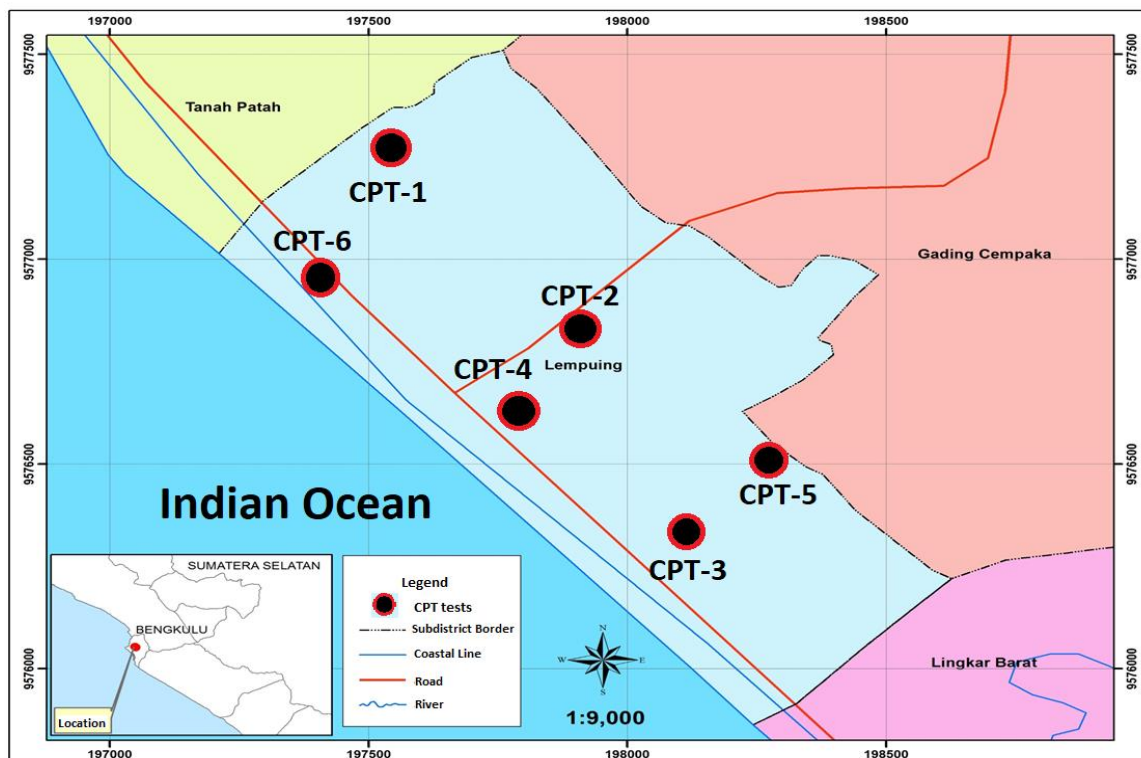 197000 197500 198000 198500
9577500 9577500
Tanah Patah
CPT-1
9577000 9577000
CPT-6
Gading Cempaka
CPT-2
Lempuing
CPT-4
9576500 9576500
Indian Ocean
CPT-5
CPT-3
SUMATERA SELATAN
BENGKULU
Location
Legend
CPT tests
Subdistrict Border
Coastal Line
Road
River
N
W E
S
1:9,000
Lingkar Barat
9576000 9576000
197000 197500 198000 198500